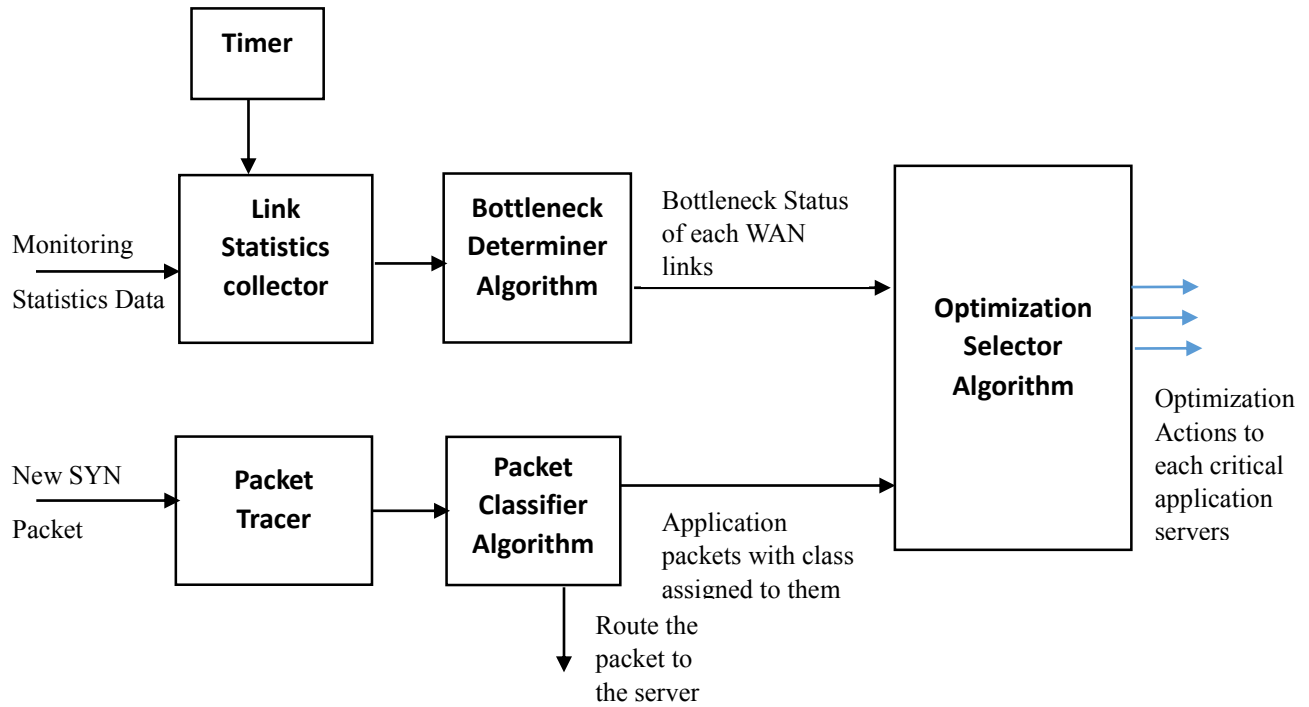 Timer
Link
Statistics
collector
Bottleneck
Determiner
Algorithm
Bottleneck Status
of each WAN
links
Monitoring
Statistics Data
Optimization
Selector
Algorithm
Optimization
Actions to
each critical
application
servers
New SYN
Packet
Packet
Tracer
Packet
Classifier
Algorithm
Application
packets with class
assigned to them
Route the
packet to
the server